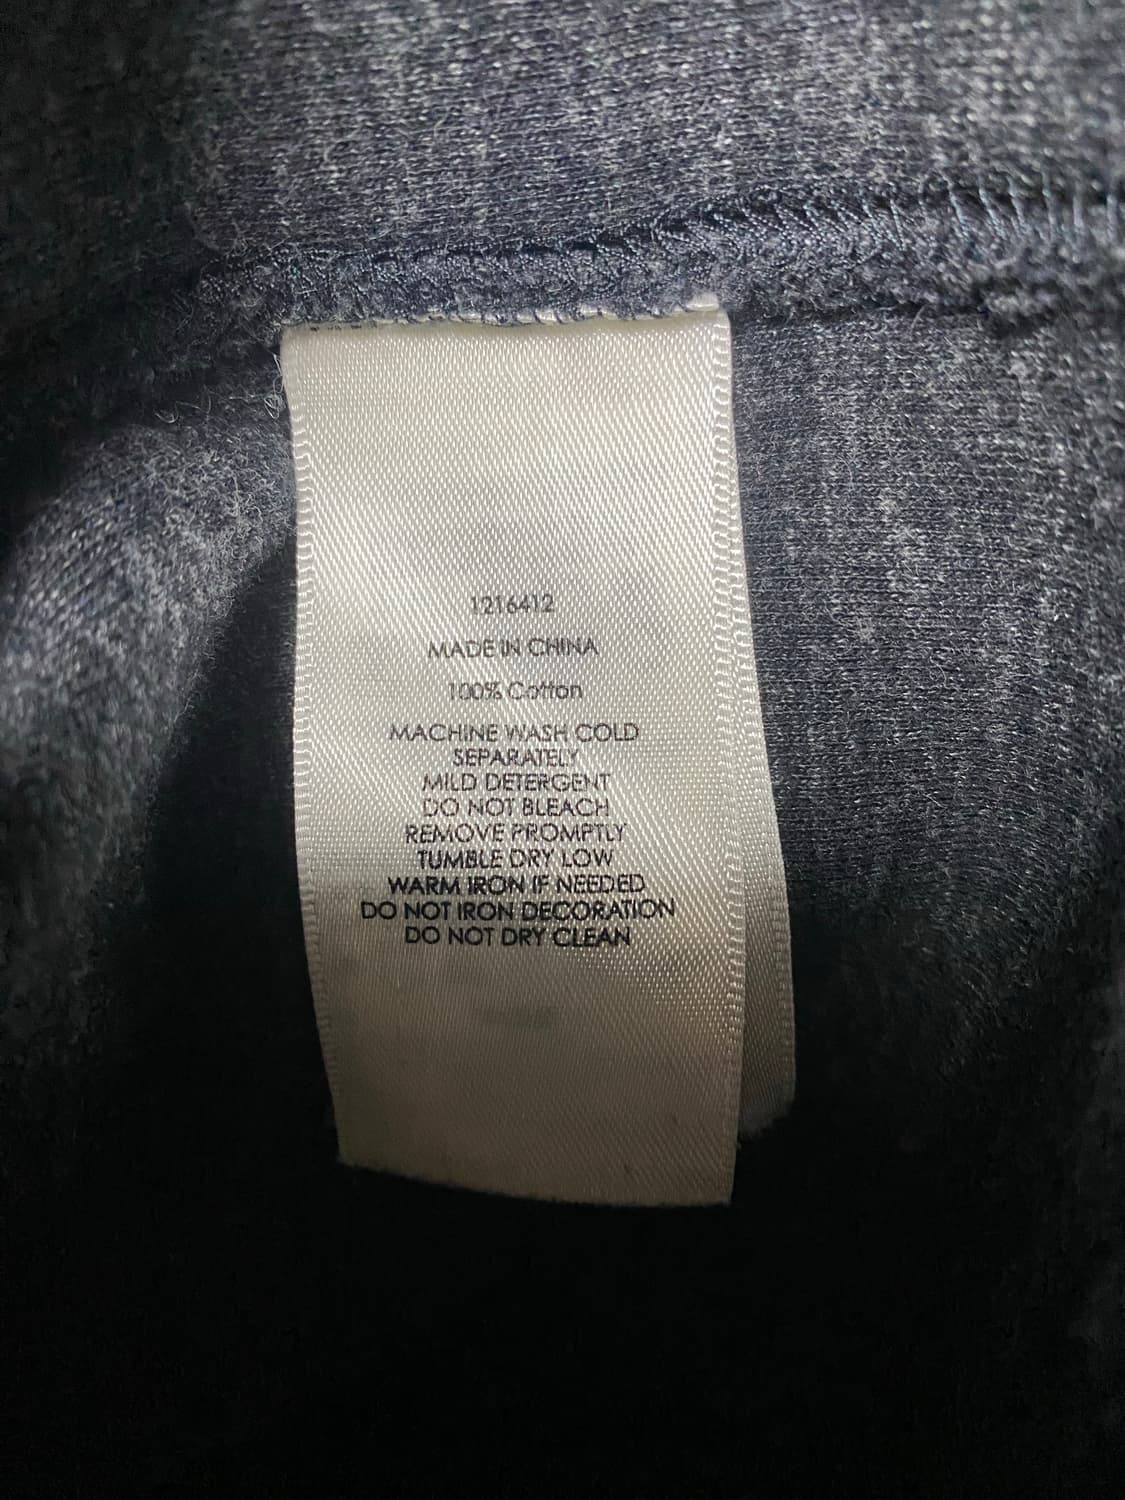 1216412
MADE IN CHINA
100% Cotton
MACHINE WASH COLD
SEPARATELY
MILD DETERGENT
DO NOT BLEACH
REMOVE PROMPTLY
TUMBLE DRY LOW
WARM IRON IF NEEDED
DO NOT IRON DECORATION
DO NOT DRY CLEAN